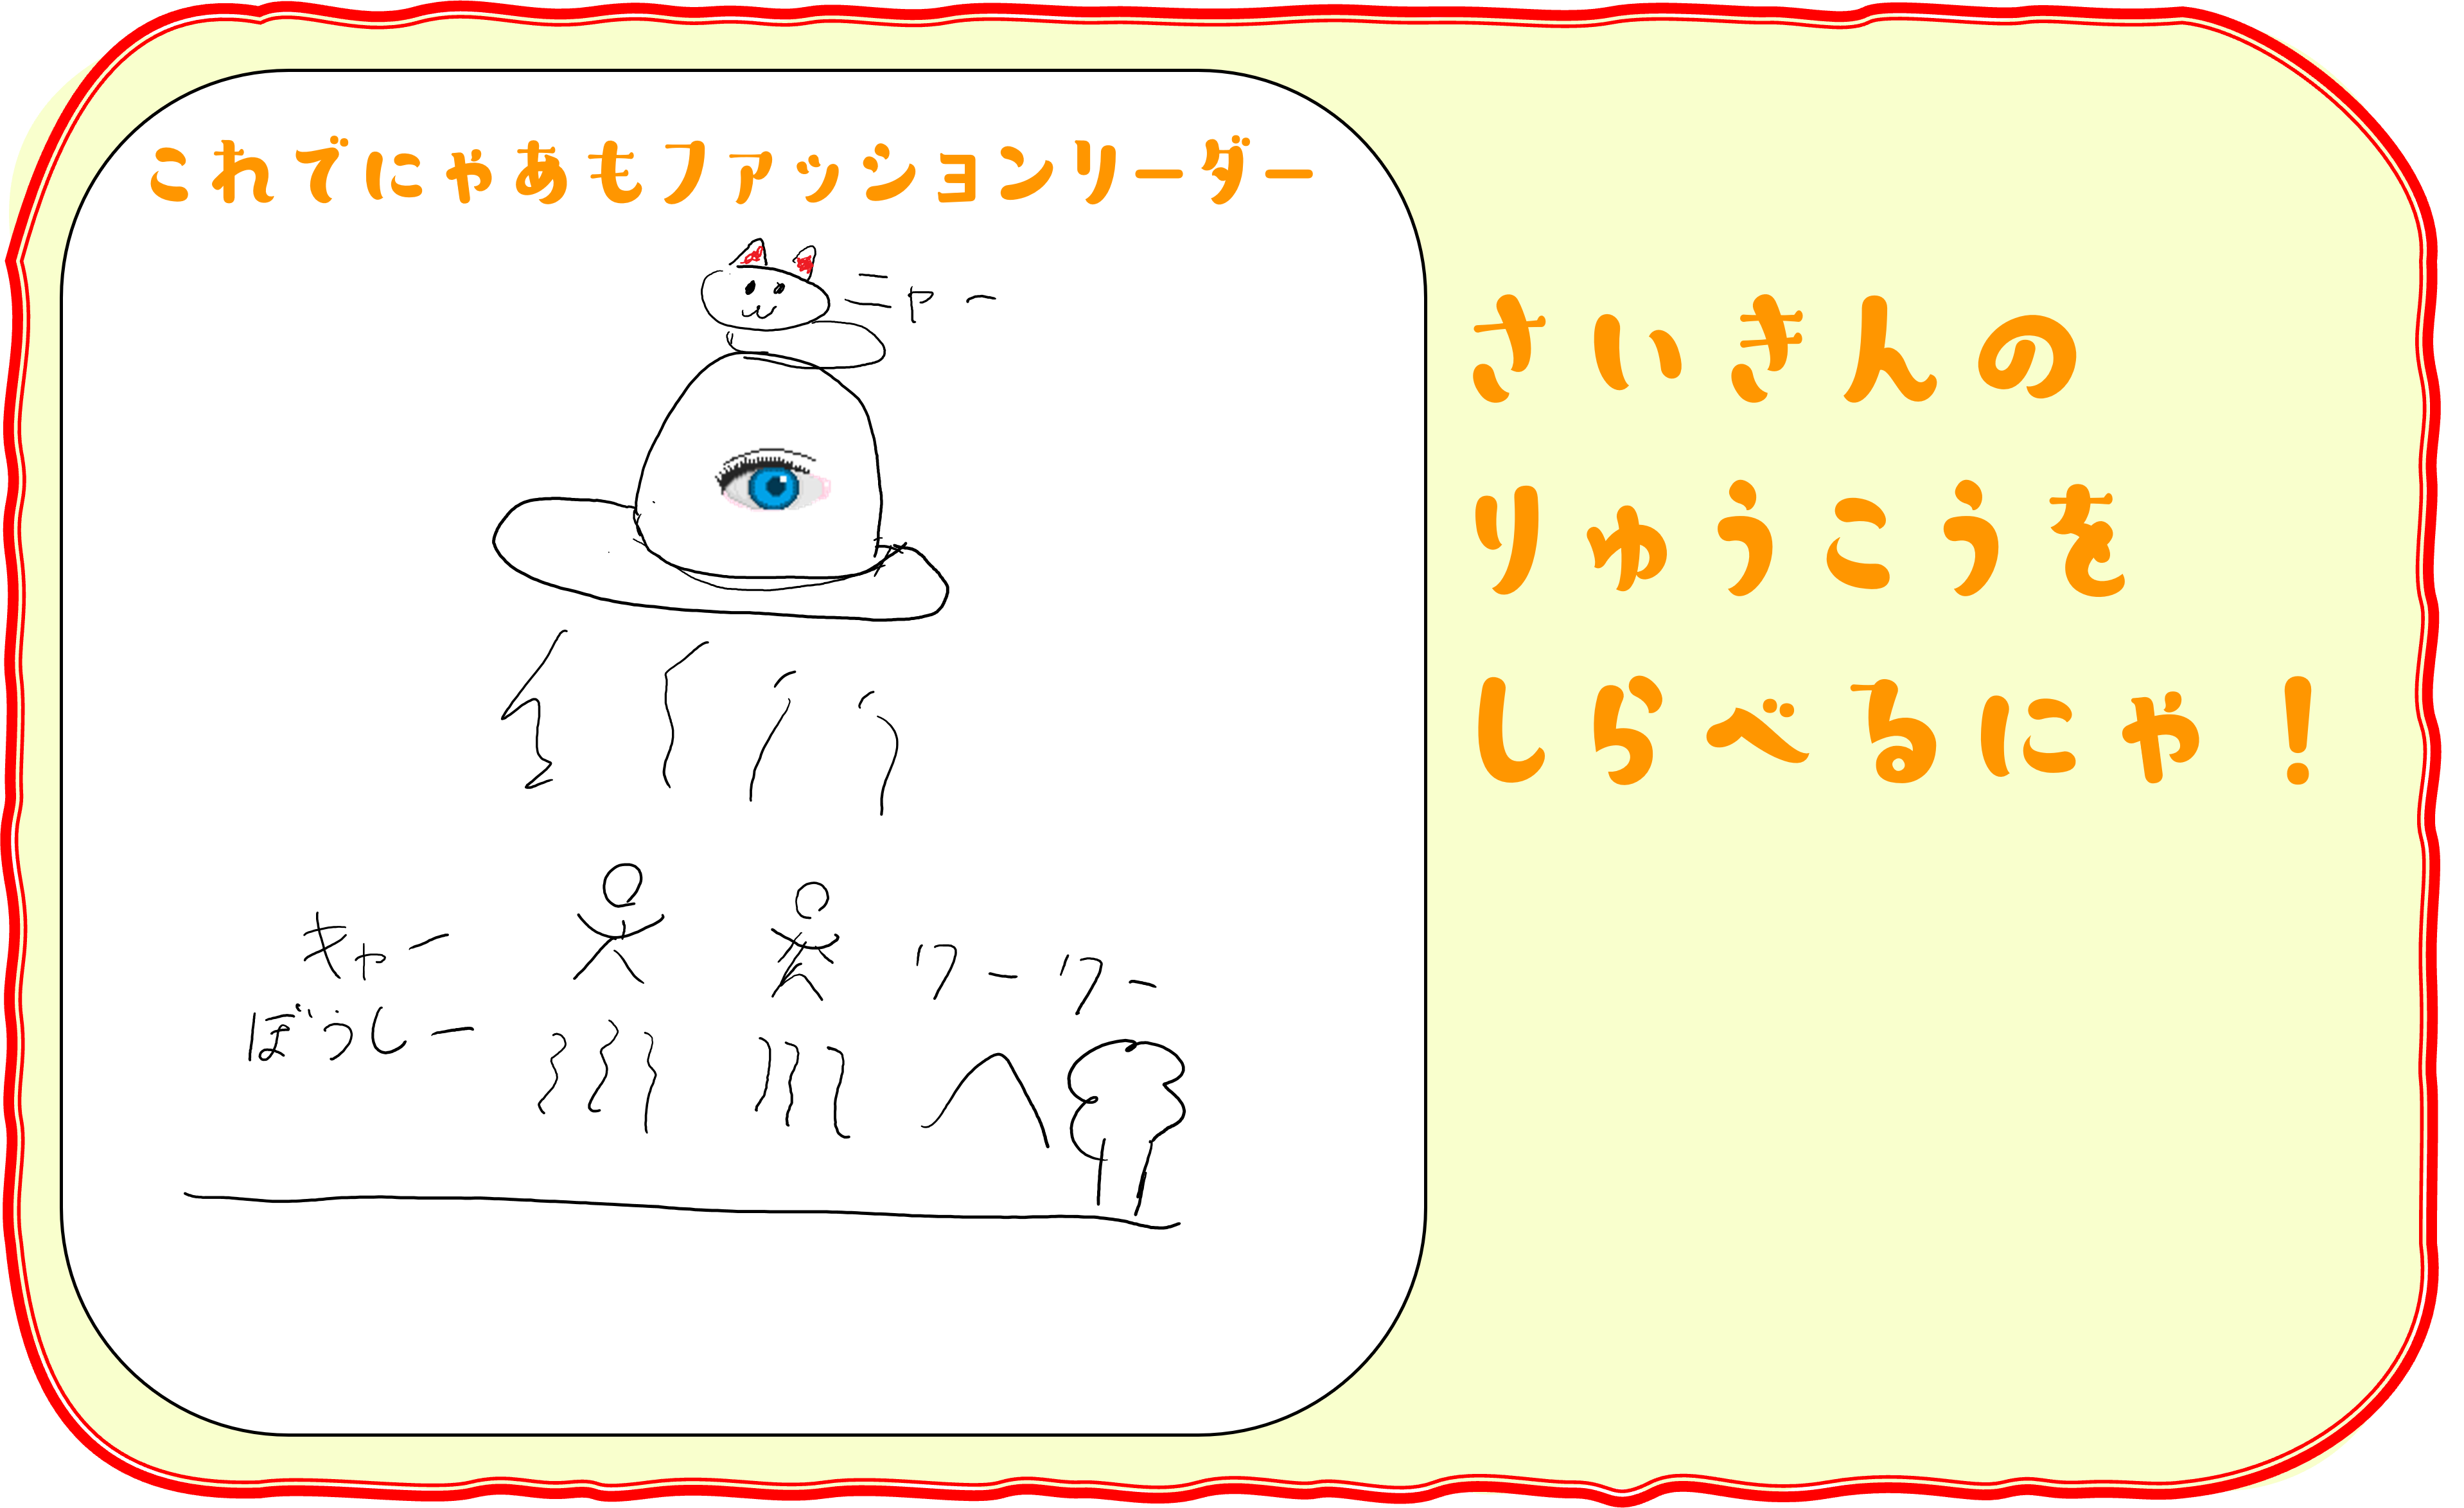 これでにゃあもファッションリーダー
ニャー
キャー
ぼうしー
ワーワー
さいきんの
りゅうこうを
しらべるにゃ！